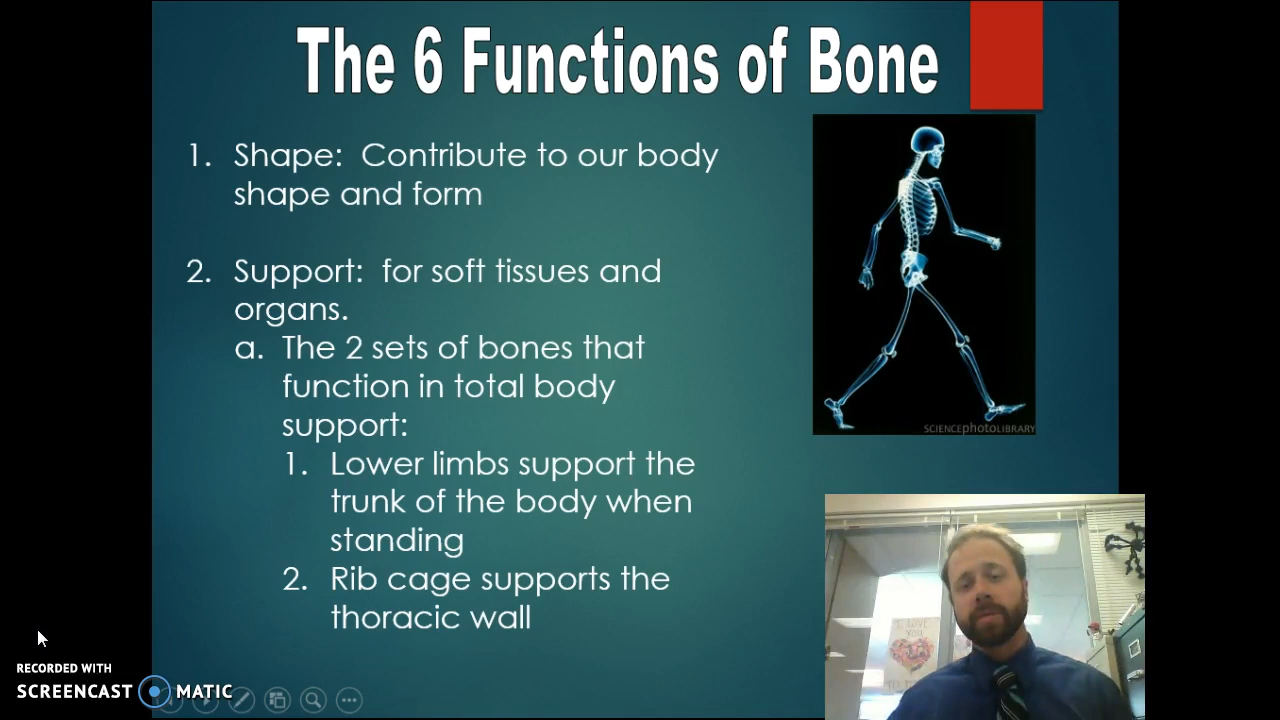 The 6 Functions of Bone
1. Shape: Contribute to our body
shape and form
2. Support: for soft tissues and
organs.
a. The 2 sets of bones that
function in total body
support:
1. Lower limbs support the
trunk of the body when
standing
2. Rib cage supports the
thoracic wall
SCIENCEPHOTOLIBRARY
I LOVE
YOU
RECORDED WITH
SCREENCAST MATIC